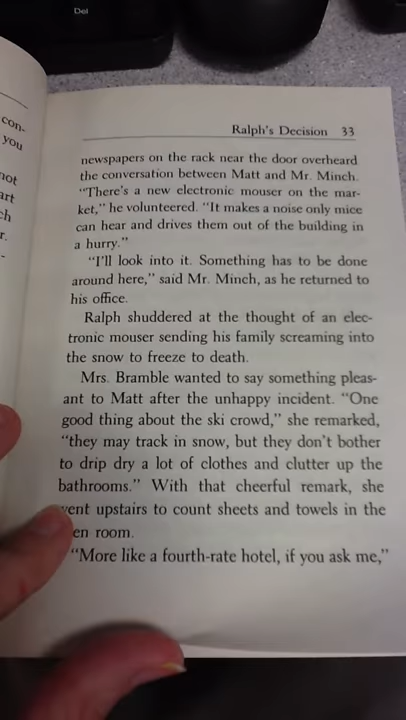 Del
con-
you
not
art
ch
r.
-
Ralph's Decision 33
newspapers on the rack near the door overheard
the conversation between Matt and Mr. Minch.
"There's a new electronic mouser on the mar-
ket," he volunteered. "It makes a noise only mice
can hear and drives them out of the building in
a hurry."
"I'll look into it. Something has to be done
around here," said Mr. Minch, as he returned to
his office.
Ralph shuddered at the thought of an elec-
tronic mouser sending his family screaming into
the snow to freeze to death.
Mrs. Bramble wanted to say something pleas-
ant to Matt after the unhappy incident. "One
good thing about the ski crowd," she remarked,
"they may track in snow, but they don't bother
to drip dry a lot of clothes and clutter up the
bathrooms." With that cheerful remark, she
went upstairs to count sheets and towels in the
en room.
"More like a fourth-rate hotel, if you ask me,"